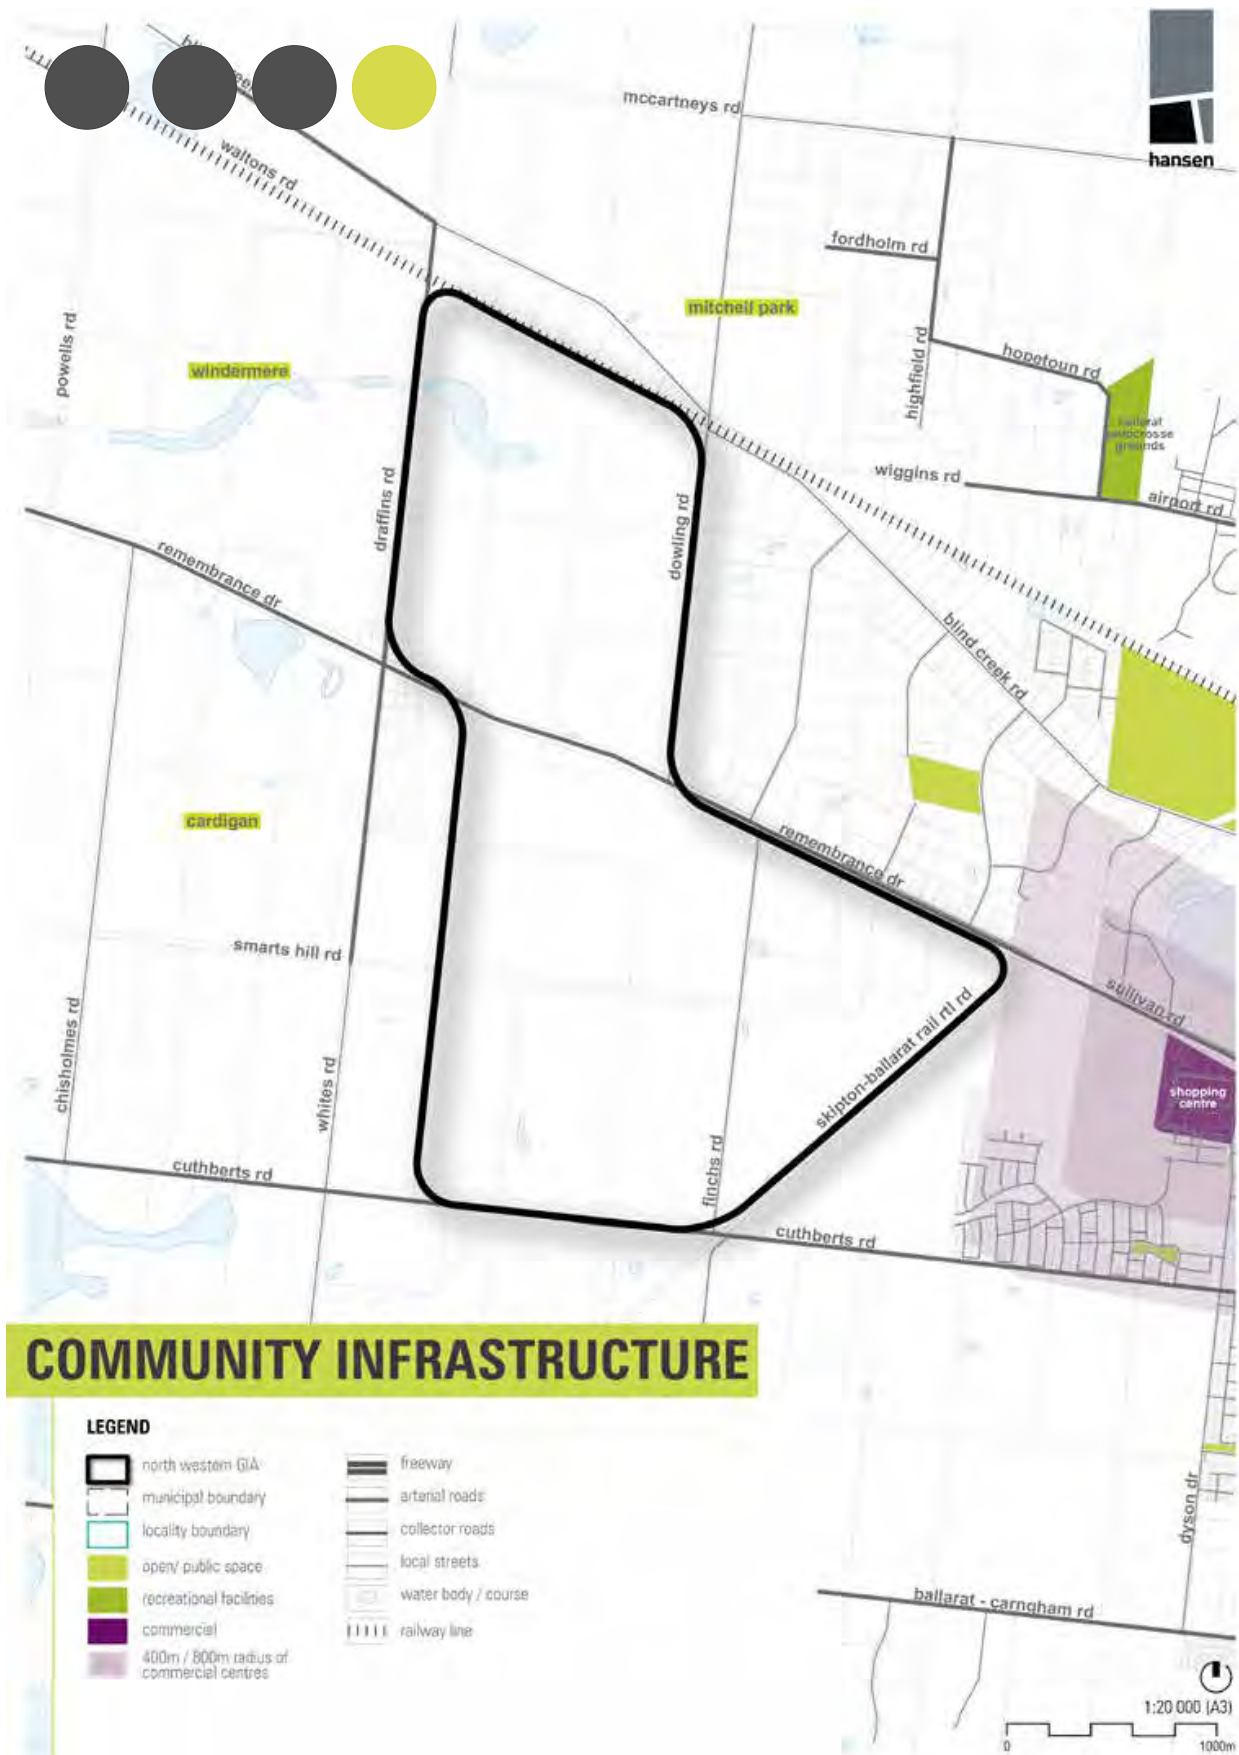 mccartneys rd
hansen
waltons rd
fordholm rd
mitchell park
powells rd
highfield rd
hopetoun rd
windermere
ballarat
grounds
wiggins rd
airport rd
draffins rd
dowling rd
remembrance dr
blind creek rd
cardigan
remembrance dr
smarts hill rd
sullivan rd
skipton-ballarat rail rtl rd
chisholmes rd
whites rd
shopping
centre
finchs rd
cuthberts rd
cuthberts rd
COMMUNITY INFRASTRUCTURE
LEGEND
north western GIA
municipal boundary
locality boundary
open/ public space
recreational facilities
commercial
400m / 800m radius of
commercial centres
freeway
arterial roads
collector roads
local streets
water body / course
railway line
dyson dr
ballarat - carngham rd
1:20 000 (A3)
0
1000m